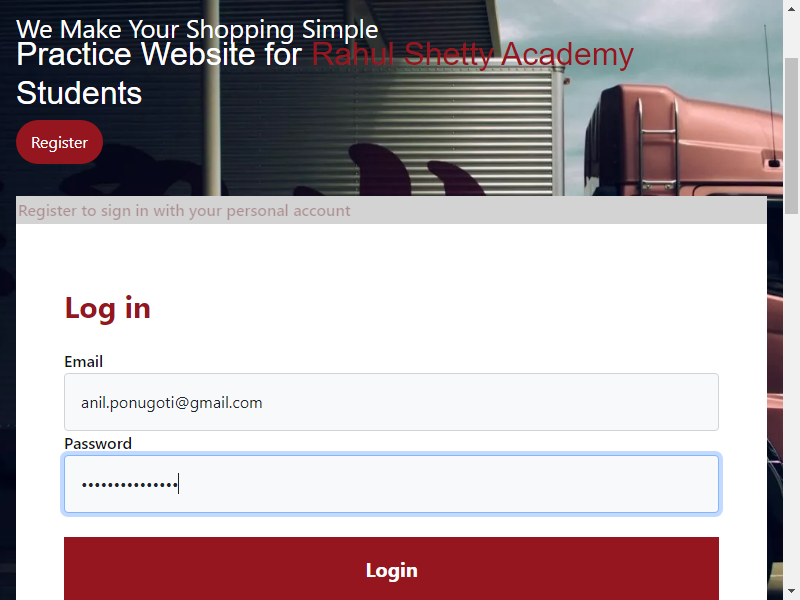 We Make Your Shopping Simple
Practice Website for Rahul Shetty Academy
Students
Register
Register to sign in with your personal account
Log in
Email
anil.ponugoti@gmail.com
Password
•••••••••••••••
Login